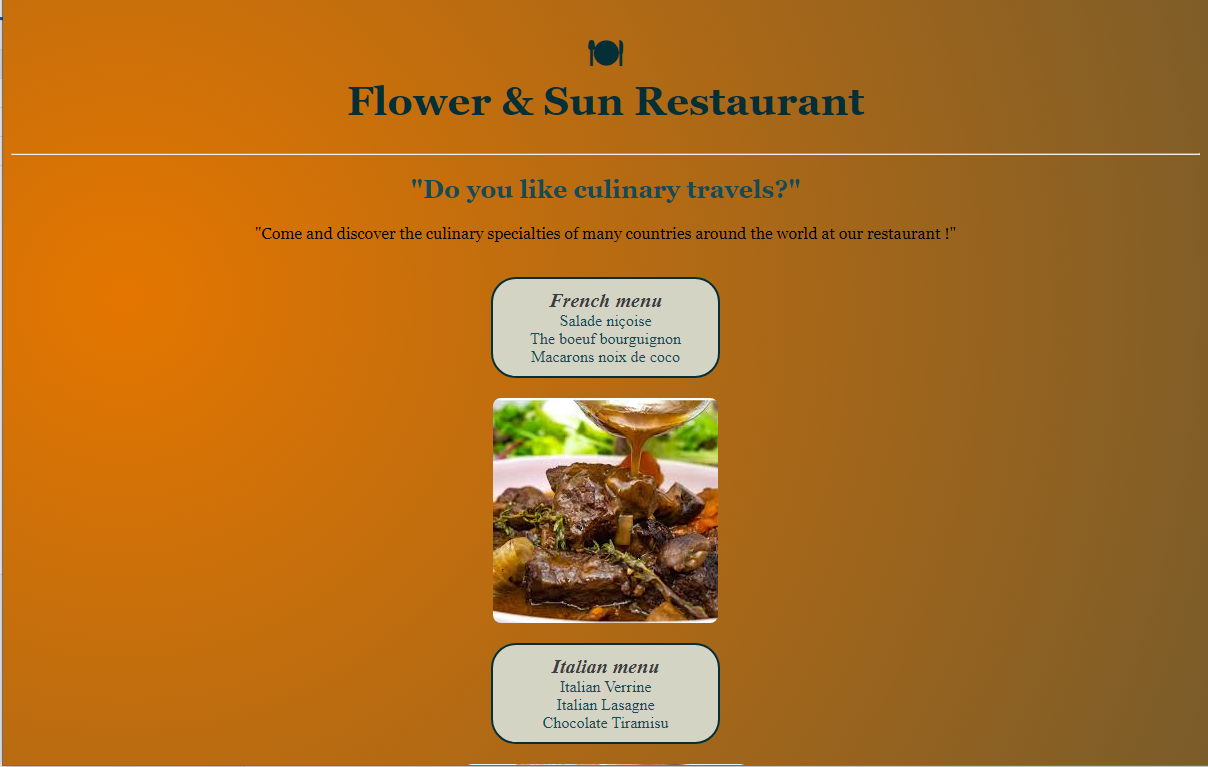 Flower & Sun Restaurant
"Do you like culinary travels?"
"Come and discover the culinary specialties of many countries around the world at our restaurant !"
French menu
Salade niçoise
The boeuf bourguignon
Macarons noix de coco
Italian menu
Italian Verrine
Italian Lasagne
Chocolate Tiramisu